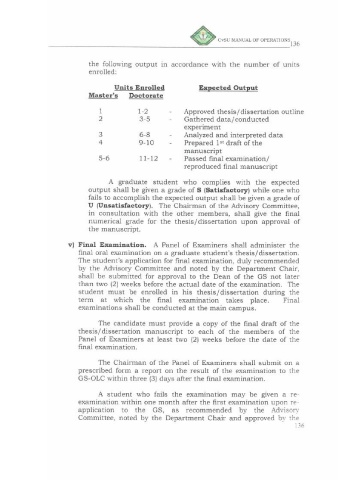 CvSU MANUAL OF OPERATIONS
136
the following output in accordance with the number of units
enrolled:
Units Enrolled Expected Output
Master's Doctorate
1 1-2 - Approved thesis/dissertation outline
2 3-5 - Gathered data/conducted
experiment
3 6-8 - Analyzed and interpreted data
4 9-10 - Prepared 1st draft of the
manuscript
5-6 11-12 - Passed final examination/
reproduced final manuscript
A graduate student who complies with the expected
output shall be given a grade of S (Satisfactory) while one who
fails to accomplish the expected output shall be given a grade of
U (Unsatisfactory). The Chairman of the Advisory Committee,
in consultation with the other members, shall give the final
numerical grade for the thesis/dissertation upon approval of
the manuscript.
v) Final Examination. A Panel of Examiners shall administer the
final oral examination on a graduate student's thesis/dissertation.
The student's application for final examination, duly recommended
by the Advisory Committee and noted by the Department Chair,
shall be submitted for approval to the Dean of the GS not later
than two (2) weeks before the actual date of the examination. The
student must be enrolled in his thesis/dissertation during the
term at which the final examination takes place. Final
examinations shall be conducted at the main campus.
The candidate must provide a copy of the final draft of the
thesis/dissertation manuscript to each of the members of the
Panel of Examiners at least two (2) weeks before the date of the
final examination.
The Chairman of the Panel of Examiners shall submit on a
prescribed form a report on the result of the examination to the
GS-OLC within three (3) days after the final examination.
A student who fails the examination may be given a re-
examination within one month after the first examination upon re-
application to the GS, as recommended by the Advisory
Committee, noted by the Department Chair and approved by the
136